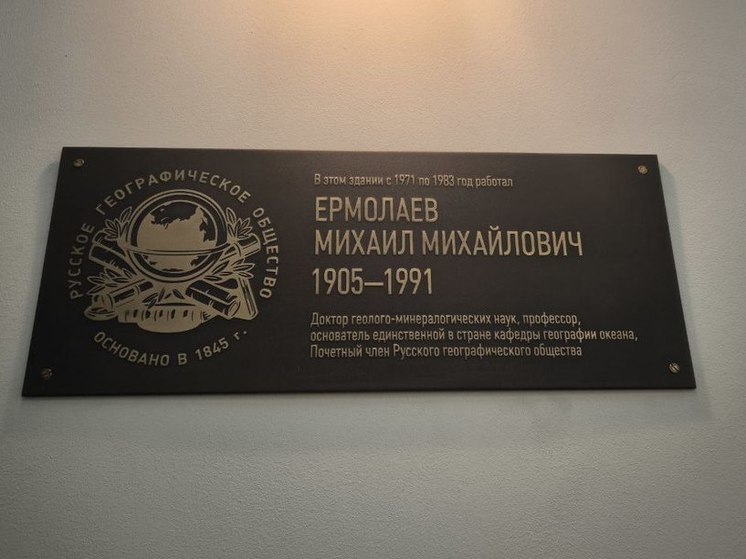 РУССКОЕ ГЕОГРАФИЧЕСКОЕ ОБЩЕСТВО
ОСНОВАНО В 1845 г.
В этом здании с 1971 по 1983 год работал
ЕРМОЛАЕВ
МИХАИЛ МИХАЙЛОВИЧ
1905—1991
Доктор геолого-минералогических наук, профессор,
основатель единственной в стране кафедры географии океана,
Почетный член Русского географического общества